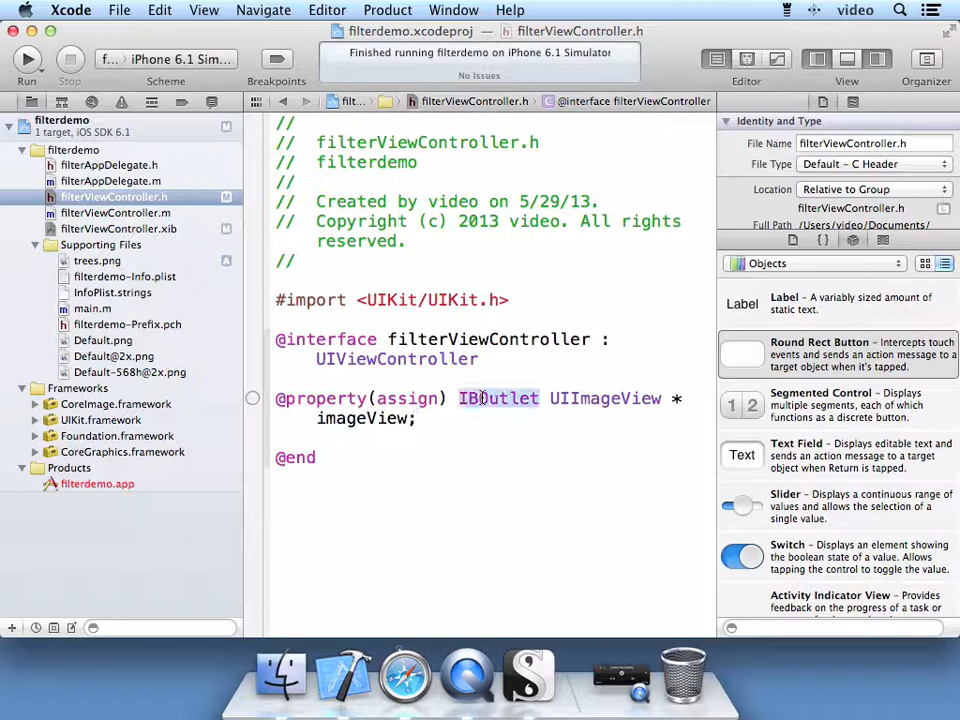 Xcode File Edit View Navigate Editor Product Window Help video
filterdemo.xcodeproj — filterViewController.h
Run Stop f... iPhone 6.1 Sim... Scheme Breakpoints
Finished running filterdemo on iPhone 6.1 Simulator
No Issues
Editor View Organizer
filt... filterViewController.h @interface filterViewController
filterdemo M
1 target, iOS SDK 6.1
filterdemo
filterAppDelegate.h
filterAppDelegate.m
filterViewController.h M
filterViewController.m
filterViewController.xib M
Supporting Files
trees.png A
filterdemo-Info.plist
InfoPlist.strings
main.m
filterdemo-Prefix.pch
Default.png
Default@2x.png
Default-568h@2x.png
Frameworks
CoreImage.framework
UIKit.framework
Foundation.framework
CoreGraphics.framework
Products
filterdemo.app
//
// filterViewController.h
// filterdemo
//
// Created by video on 5/29/13.
// Copyright (c) 2013 video. All rights
reserved.
//
#import <UIKit/UIKit.h>
@interface filterViewController :
UIViewController
@property(assign) IBOutlet UIImageView *
imageView;
@end
Identity and Type
File Name filterViewController.h
File Type Default - C Header
Location Relative to Group
filterViewController.h
Full Path /Users/video/Documents/
Objects
Label
Label - A variable sized amount of
static text.
Round Rect Button - Intercepts touch
events and sends an action message to a
target object when it's tapped.
1 2
Segmented Control - Displays
multiple segments, each of which
functions as a discrete button.
Text
Text Field - Displays editable text and
sends an action message to a target
object when Return is tapped.
Slider - Displays a continuous range of
values and allows the selection of a
single value.
Switch - Displays an element showing
the boolean state of a value. Allows
tapping the control to toggle the value.
Activity Indicator View - Provides
feedback on the progress of a task or